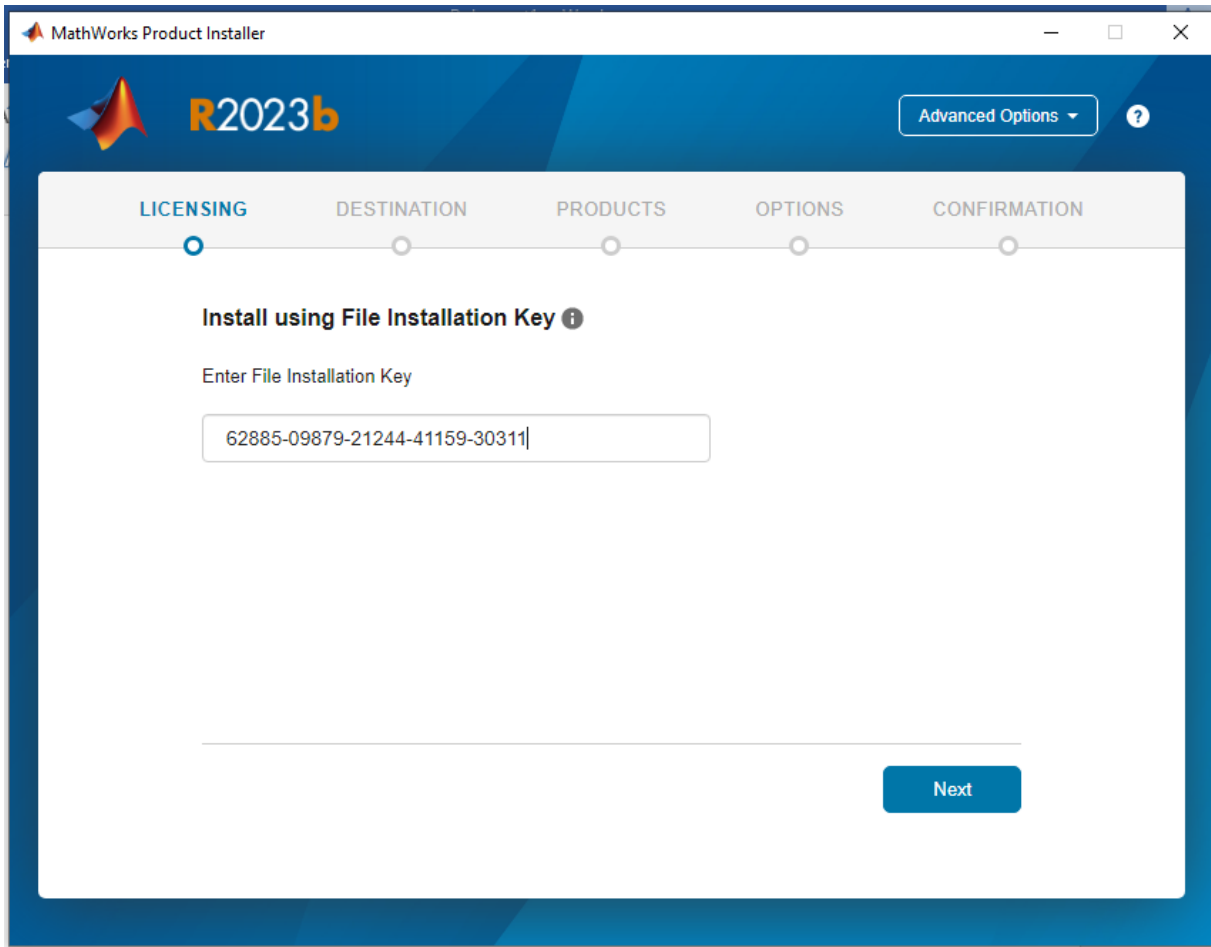 MathWorks Product Installer
R2023b
Advanced Options
?
LICENSING DESTINATION PRODUCTS OPTIONS CONFIRMATION
Install using File Installation Key
Enter File Installation Key
62885-09879-21244-41159-30311
Next